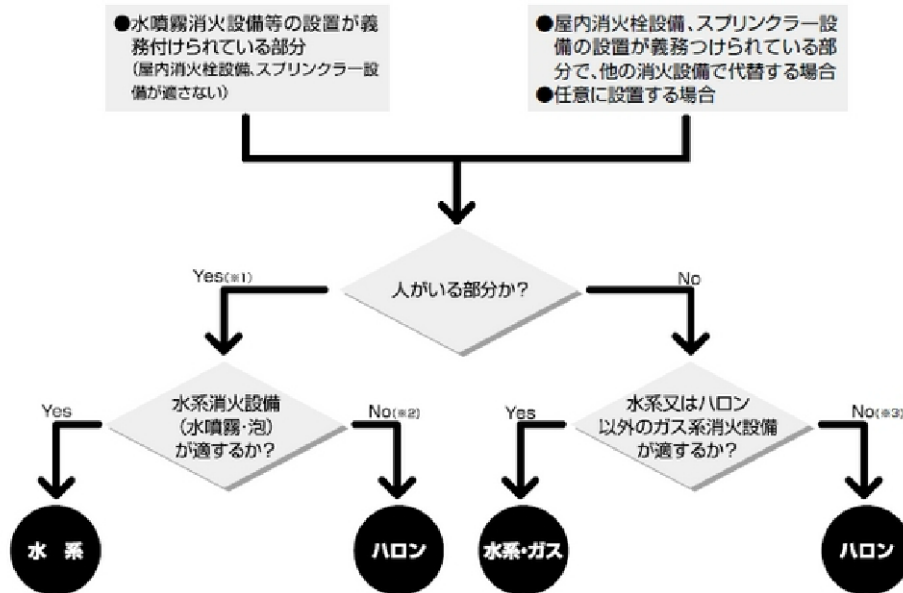 ●水噴霧消火設備等の設置が義
務付けられている部分
（屋内消火栓設備、スプリンクラー設
備が適さない）
●屋内消火栓設備、スプリンクラー設
備の設置が義務つけられている部
分で、他の消火設備で代替する場合
●任意に設置する場合
人がいる部分か？
Yes(※1)
No
水系消火設備
（水噴霧・泡）
が適するか？
Yes
No(※2)
水系又はハロン
以外のガス系消火設備
が適するか？
Yes
No(※3)
水 系
ハロン
水系・ガス
ハロン